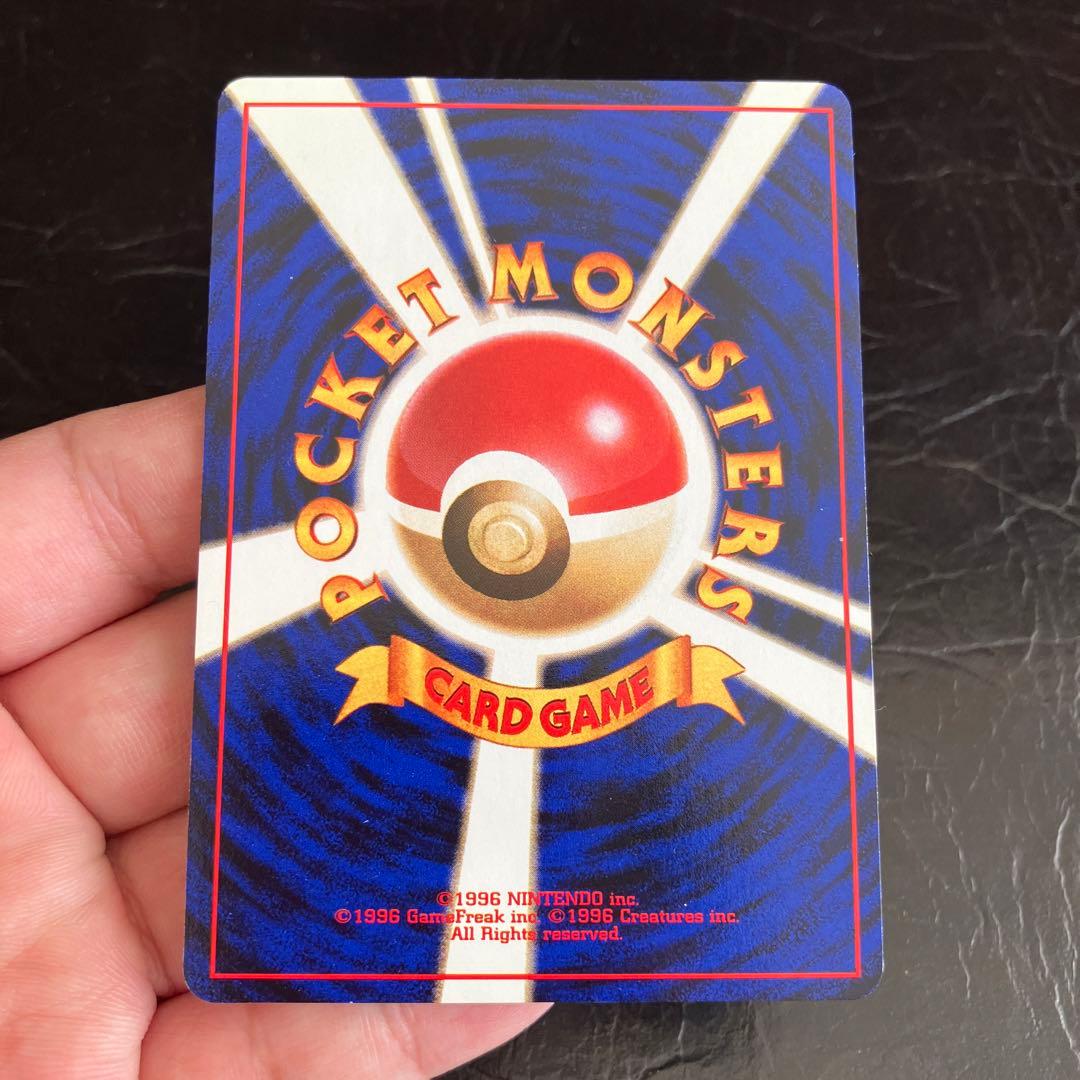 POCKET MONSTERS
CARD GAME
©1996 NINTENDO inc.
©1996 GameFreak inc. ©1996 Creatures inc.
All Rights reserved.